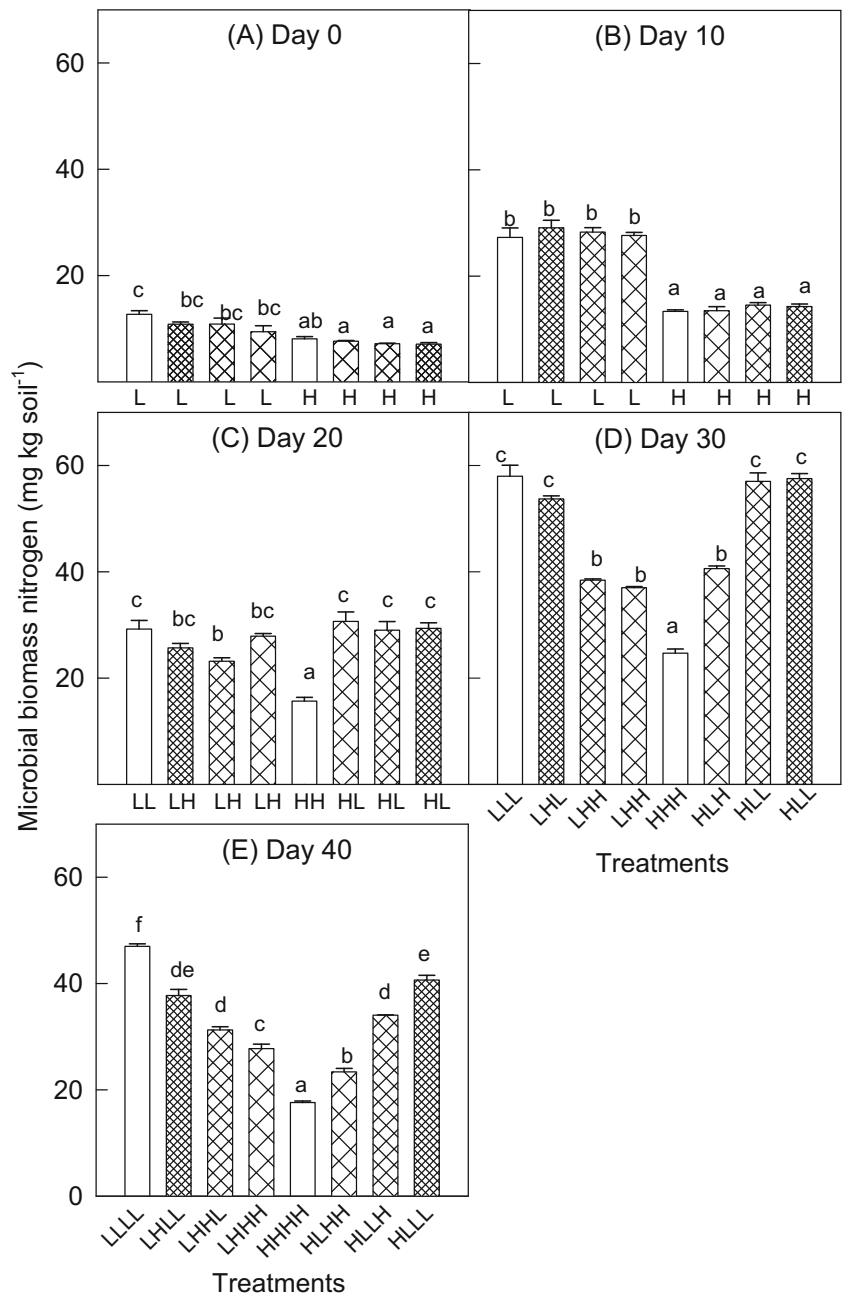 (A) Day 0
(B) Day 10
60
40
20
c bc bc bc ab a a a
b b b b a a a a
L L L L H H H H
L L L L H H H H
(C) Day 20
(D) Day 30
60
40
20
c bc b bc a c c c
c c b b a b c c
LL LH LH LH HH HL HL HL
LLL LHL LHH LHH HHH HLH HLL HLL
Treatments
(E) Day 40
60
40
20
0
f de d c a b d e
LLLL LHLL LHHL LHHH HHHH HLHH HLLH HLLL
Treatments
Microbial biomass nitrogen (mg kg soil⁻¹)